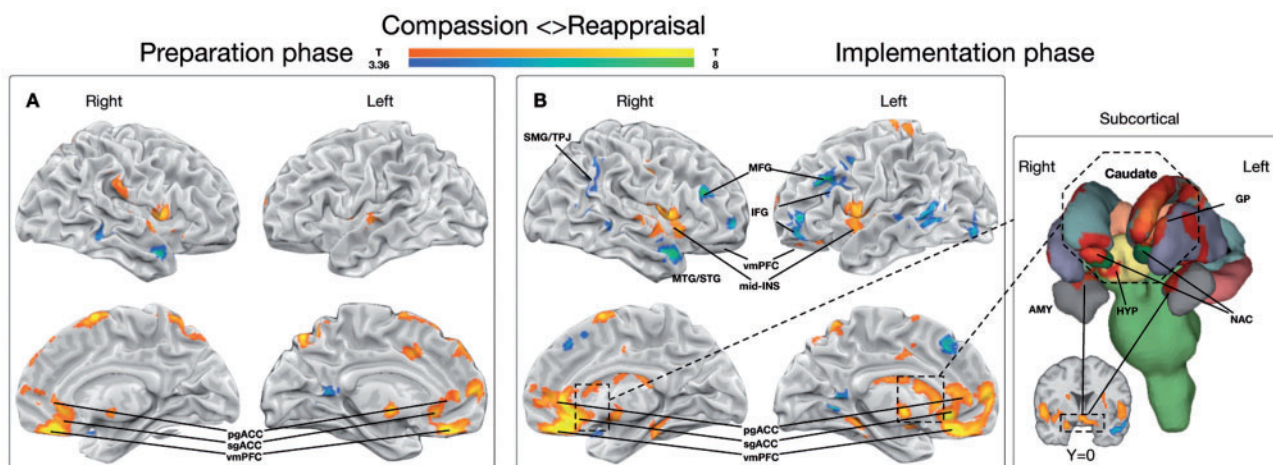 Compassion <>Reappraisal
Preparation phase
T
3.36
T
8
Implementation phase
A
Right
Left
pgACC
sgACC
vmPFC
B
Right
Left
SMG/TPJ
MFG
IFG
vmPFC
MTG/STG
mid-INS
pgACC
sgACC
vmPFC
Subcortical
Right
Left
Caudate
GP
AMY
HYP
NAC
Y=0